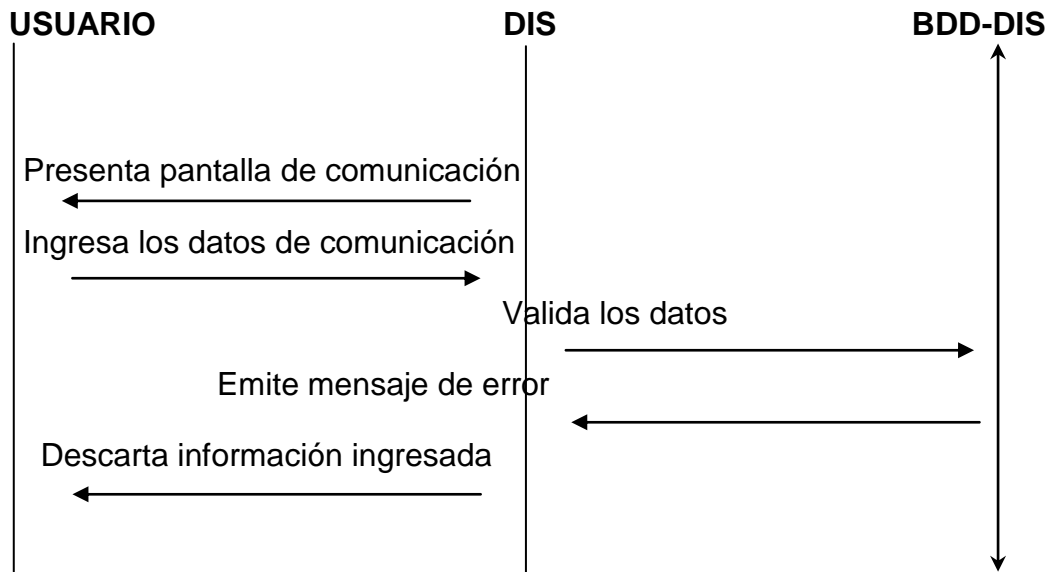 USUARIO DIS BDD-DIS
Presenta pantalla de comunicación
Ingresa los datos de comunicación
Valida los datos
Emite mensaje de error
Descarta información ingresada